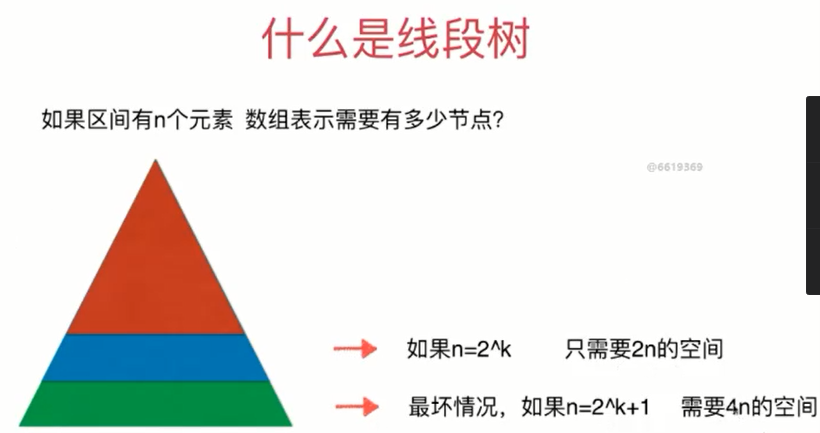 什么是线段树
如果区间有n个元素 数组表示需要有多少节点？
@6619369
如果n=2^k 只需要2n的空间
最坏情况，如果n=2^k+1 需要4n的空间